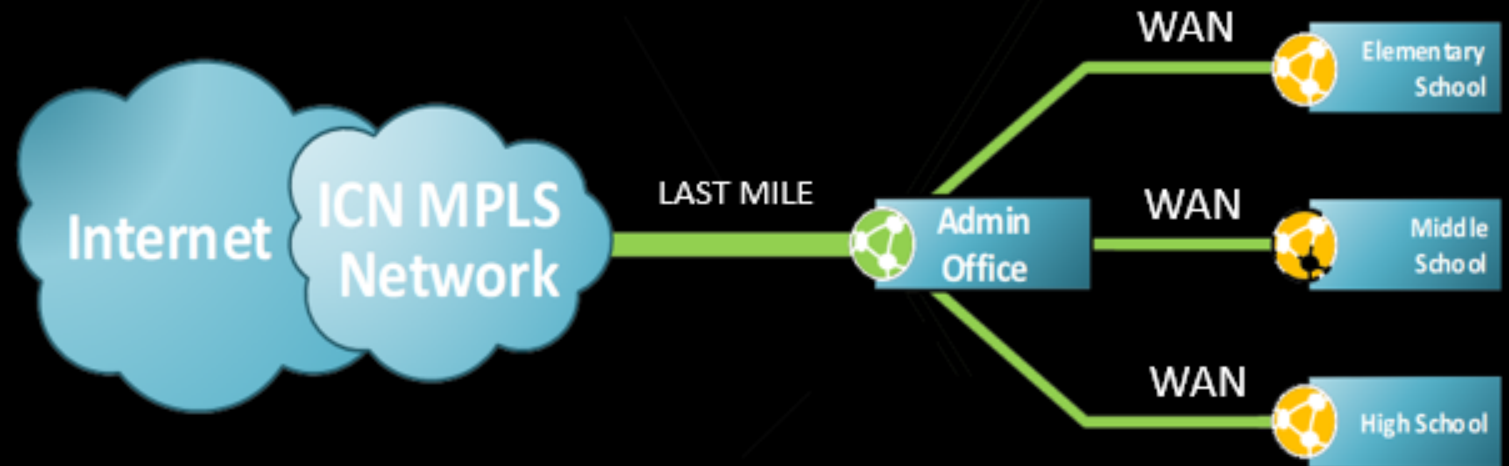 Internet
ICN MPLS
Network
LAST MILE
Admin
Office
WAN
Elementary
School
WAN
Middle
School
WAN
High School